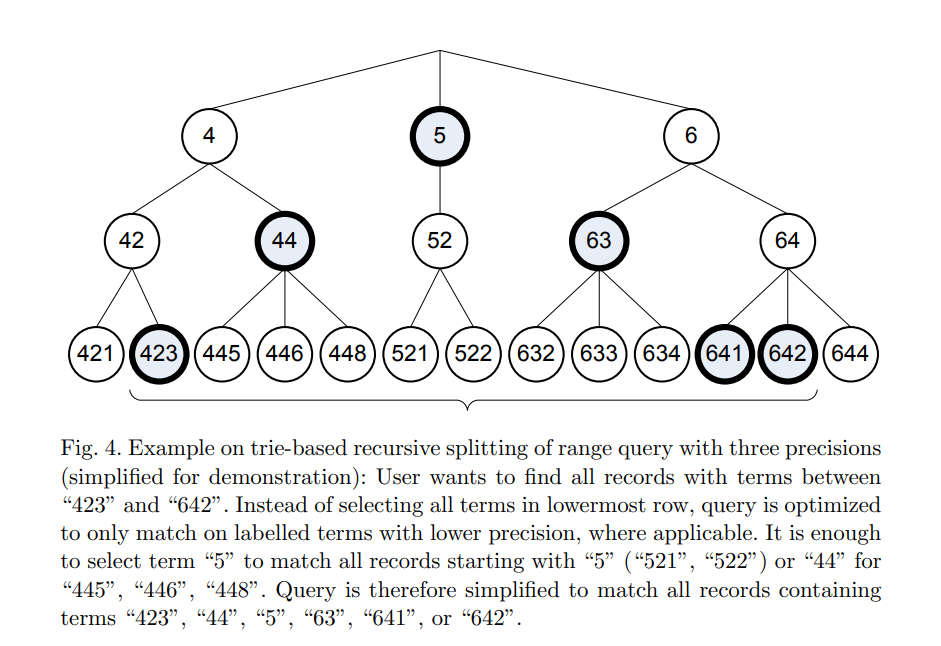 4 5 6
42 44 52 63 64
421 423 445 446 448 521 522 632 633 634 641 642 644
Fig. 4. Example on trie-based recursive splitting of range query with three precisions
(simplified for demonstration): User wants to find all records with terms between
“423” and “642”. Instead of selecting all terms in lowermost row, query is optimized
to only match on labelled terms with lower precision, where applicable. It is enough
to select term “5” to match all records starting with “5” (“521”, “522”) or “44” for
“445”, “446”, “448”. Query is therefore simplified to match all records containing
terms “423”, “44”, “5”, “63”, “641”, or “642”.